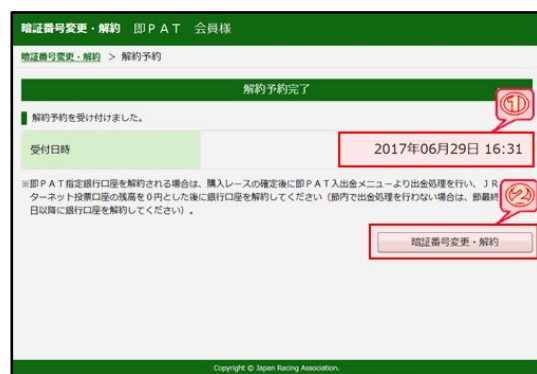 暗証番号変更・解約 即PAT 会員様
暗証番号変更・解約 > 解約予約
解約予約完了
①
解約予約を受け付けました。
受付日時
2017年06月29日 16:31
※即PAT指定銀行口座を解約される場合は、購入レースの確定後に即PAT入出金メニューより出金処理を行い、JR
②
ターネット投票口座の残高を0円とした後に銀行口座を解約してください（節内で出金処理を行わない場合は、節最終
日以降に銀行口座を解約してください）。
暗証番号変更・解約
Copyright © Japan Racing Association.